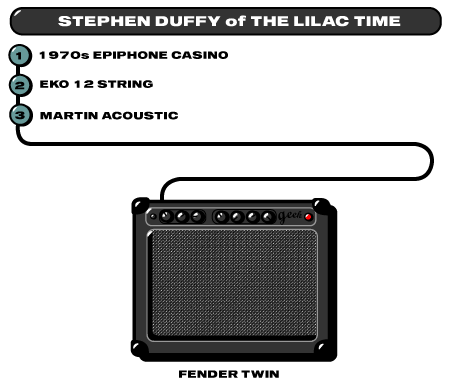 STEPHEN DUFFY of THE LILAC TIME
1 1970s EPIPHONE CASINO
2 EKO 12 STRING
3 MARTIN ACOUSTIC
geek
FENDER TWIN